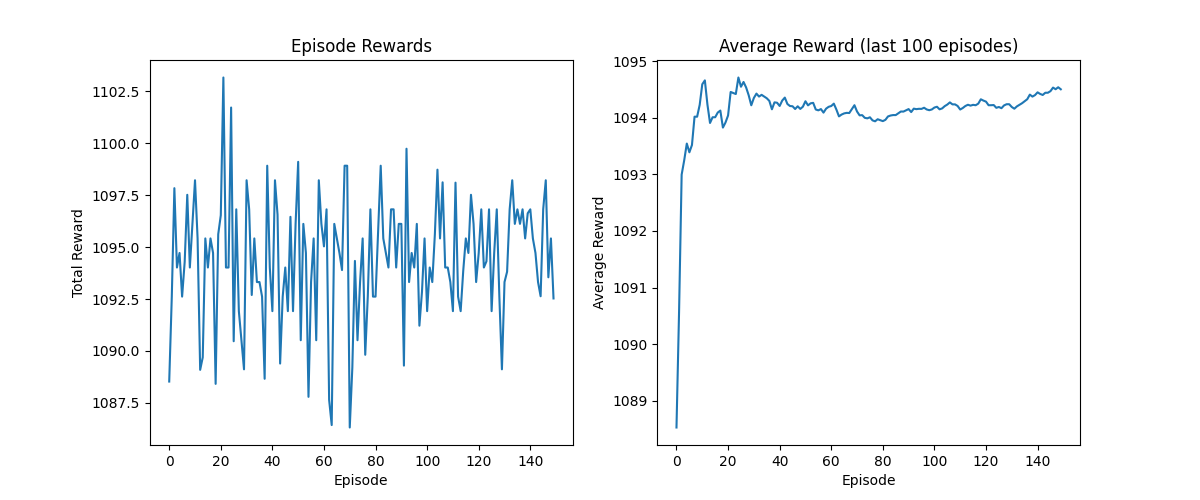 Episode Rewards
Total Reward
1102.5
1100.0
1097.5
1095.0
1092.5
1090.0
1087.5
0 20 40 60 80 100 120 140
Episode
Average Reward (last 100 episodes)
Average Reward
1095
1094
1093
1092
1091
1090
1089
0 20 40 60 80 100 120 140
Episode